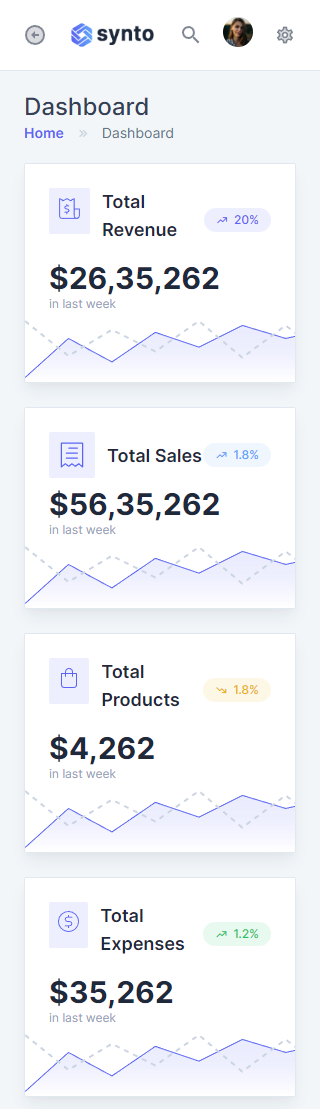 synto
Dashboard
Home » Dashboard
Total
Revenue
20%
$26,35,262
in last week
Total Sales
1.8%
$56,35,262
in last week
Total
Products
1.8%
$4,262
in last week
Total
Expenses
1.2%
$35,262
in last week